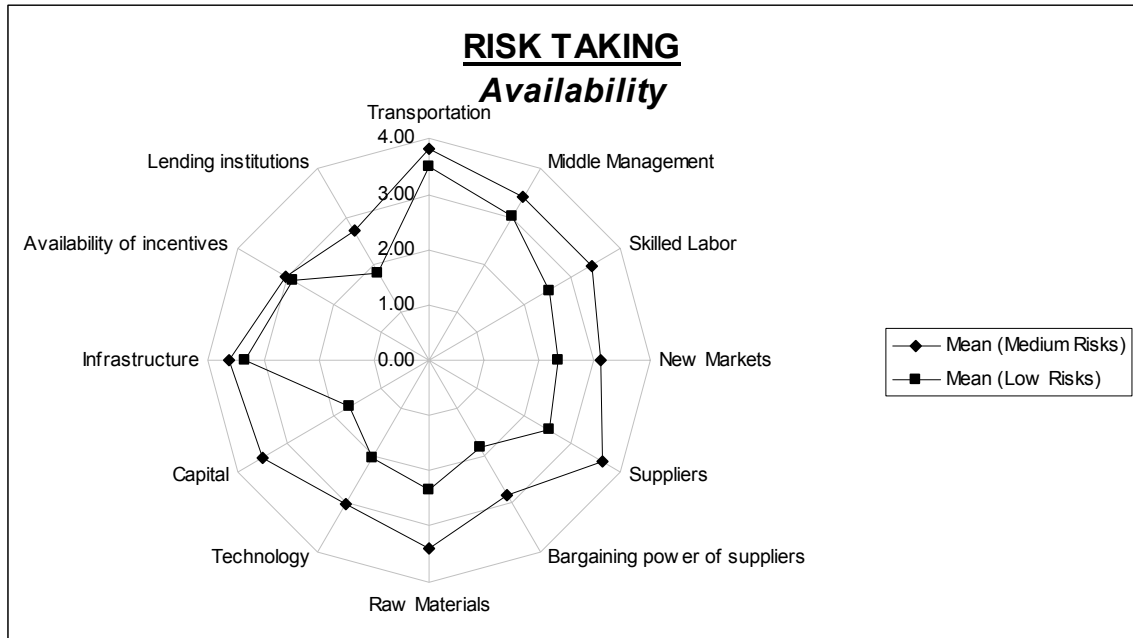 RISK TAKING
Availability
Transportation
4.00
Lending institutions
Middle Management
3.00
Availability of incentives
Skilled Labor
2.00
1.00
Infrastructure
0.00
New Markets
Mean (Medium Risks)
Mean (Low Risks)
Capital
Suppliers
Technology
Bargaining power of suppliers
Raw Materials